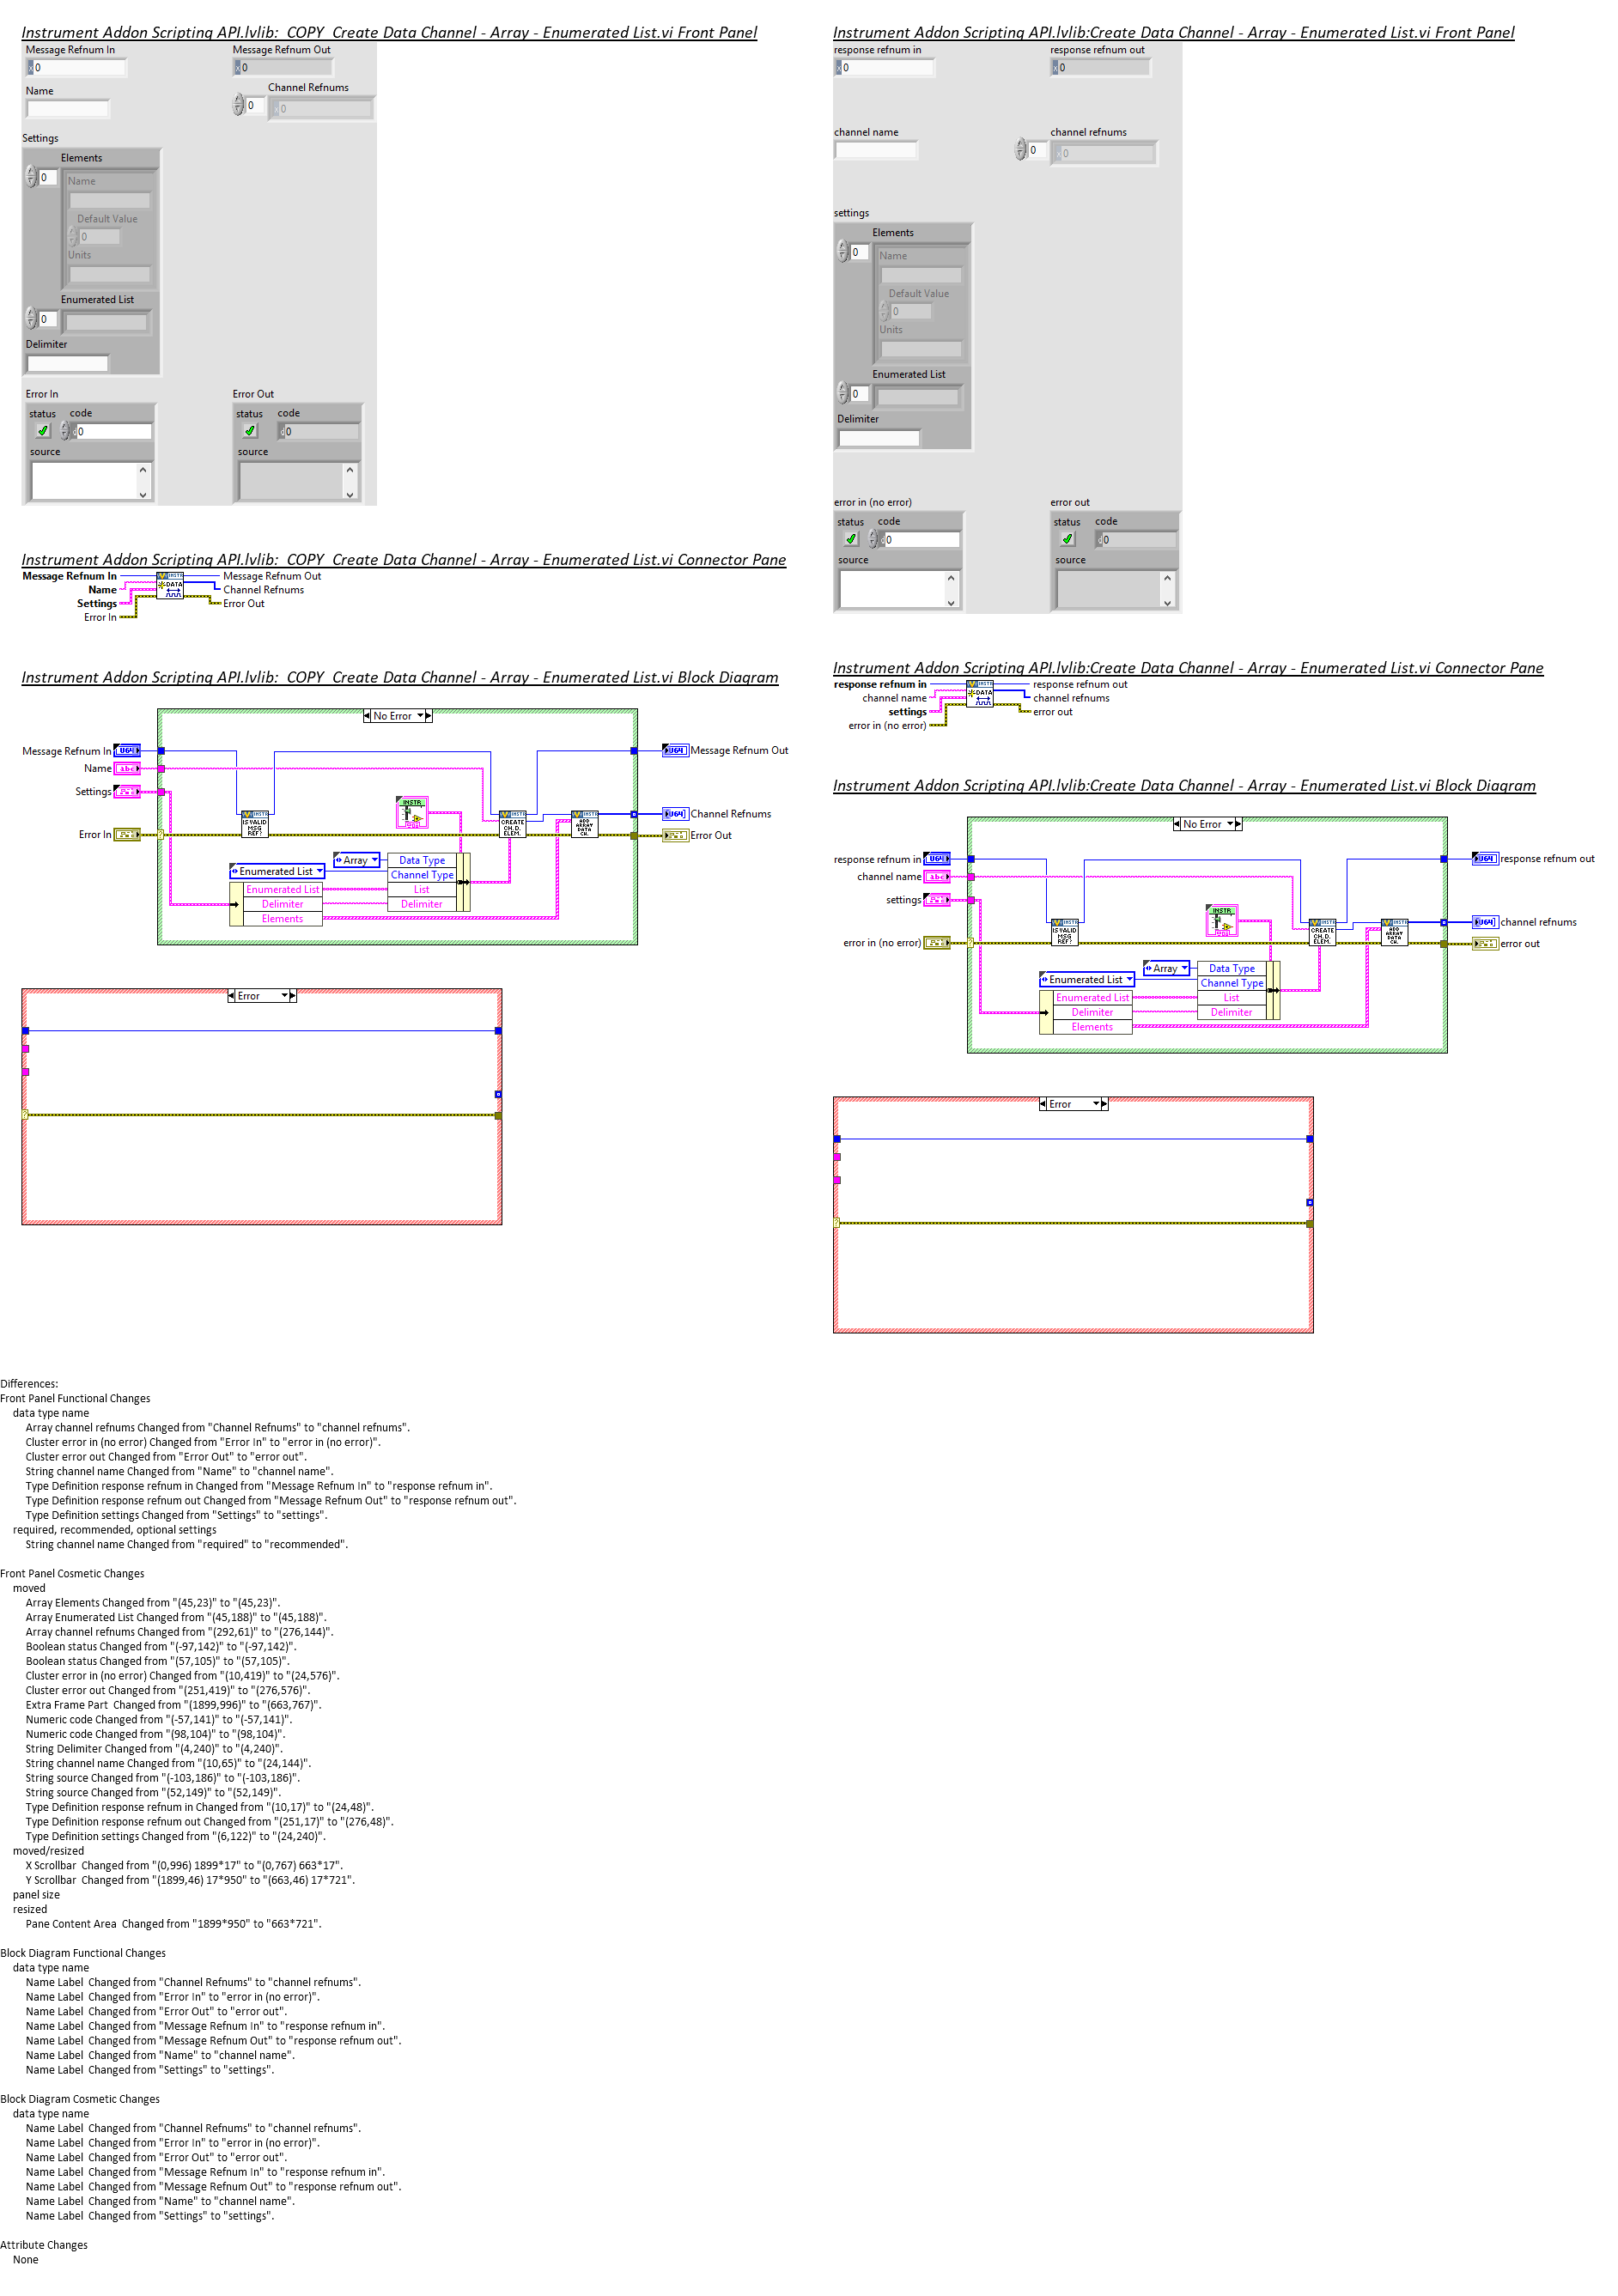 Instrument Addon Scripting API.lvlib:  COPY  Create Data Channel - Array - Enumerated List.vi Front Panel
Message Refnum In
Message Refnum Out
x 0
x 0
Name
Channel Refnums
0
x 0
Settings
Elements
0
Name
Default Value
0
Units
Enumerated List
0
Delimiter
Error In
Error Out
status code
status code
d 0
d 0
source
source
Instrument Addon Scripting API.lvlib:  COPY  Create Data Channel - Array - Enumerated List.vi Connector Pane
Message Refnum In
Message Refnum Out
Name
Channel Refnums
Settings
Error Out
Error In
INSTR
DATA
Instrument Addon Scripting API.lvlib:  COPY  Create Data Channel - Array - Enumerated List.vi Block Diagram
No Error
Message Refnum In
U64
U64
Message Refnum Out
Name
abc
Settings
INSTR
INSTR
IS VALID
MSG
REF?
INSTR
CREATE
CH.D.
ELEM.
ADD
ARRAY
DATA
CH.
U64
Channel Refnums
Error In
Error Out
Array
Data Type
Enumerated List
Channel Type
Enumerated List
List
Delimiter
Delimiter
Elements
Error
Instrument Addon Scripting API.lvlib:Create Data Channel - Array - Enumerated List.vi Front Panel
response refnum in
response refnum out
x 0
x 0
channel name
channel refnums
0
x 0
settings
Elements
0
Name
Default Value
0
Units
Enumerated List
0
Delimiter
error in (no error)
error out
status code
status code
d 0
d 0
source
source
Instrument Addon Scripting API.lvlib:Create Data Channel - Array - Enumerated List.vi Connector Pane
response refnum in
response refnum out
channel name
channel refnums
settings
error out
error in (no error)
INSTR
DATA
Instrument Addon Scripting API.lvlib:Create Data Channel - Array - Enumerated List.vi Block Diagram
No Error
response refnum in
U64
U64
response refnum out
channel name
abc
settings
INSTR
INSTR
IS VALID
MSG
REF?
INSTR
CREATE
CH.D.
ELEM.
ADD
ARRAY
DATA
CH.
U64
channel refnums
error in (no error)
error out
Array
Data Type
Enumerated List
Channel Type
Enumerated List
List
Delimiter
Delimiter
Elements
Error
Differences:
Front Panel Functional Changes
data type name
Array channel refnums Changed from "Channel Refnums" to "channel refnums".
Cluster error in (no error) Changed from "Error In" to "error in (no error)".
Cluster error out Changed from "Error Out" to "error out".
String channel name Changed from "Name" to "channel name".
Type Definition response refnum in Changed from "Message Refnum In" to "response refnum in".
Type Definition response refnum out Changed from "Message Refnum Out" to "response refnum out".
Type Definition settings Changed from "Settings" to "settings".
required, recommended, optional settings
String channel name Changed from "required" to "recommended".
Front Panel Cosmetic Changes
moved
Array Elements Changed from "(45,23)" to "(45,23)".
Array Enumerated List Changed from "(45,188)" to "(45,188)".
Array channel refnums Changed from "(292,61)" to "(276,144)".
Boolean status Changed from "(-97,142)" to "(-97,142)".
Boolean status Changed from "(57,105)" to "(57,105)".
Cluster error in (no error) Changed from "(10,419)" to "(24,576)".
Cluster error out Changed from "(251,419)" to "(276,576)".
Extra Frame Part  Changed from "(1899,996)" to "(663,767)".
Numeric code Changed from "(-57,141)" to "(-57,141)".
Numeric code Changed from "(98,104)" to "(98,104)".
String Delimiter Changed from "(4,240)" to "(4,240)".
String channel name Changed from "(10,65)" to "(24,144)".
String source Changed from "(-103,186)" to "(-103,186)".
String source Changed from "(52,149)" to "(52,149)".
Type Definition response refnum in Changed from "(10,17)" to "(24,48)".
Type Definition response refnum out Changed from "(251,17)" to "(276,48)".
Type Definition settings Changed from "(6,122)" to "(24,240)".
moved/resized
X Scrollbar  Changed from "(0,996) 1899*17" to "(0,767) 663*17".
Y Scrollbar  Changed from "(1899,46) 17*950" to "(663,46) 17*721".
panel size
resized
Pane Content Area  Changed from "1899*950" to "663*721".
Block Diagram Functional Changes
data type name
Name Label  Changed from "Channel Refnums" to "channel refnums".
Name Label  Changed from "Error In" to "error in (no error)".
Name Label  Changed from "Error Out" to "error out".
Name Label  Changed from "Message Refnum In" to "response refnum in".
Name Label  Changed from "Message Refnum Out" to "response refnum out".
Name Label  Changed from "Name" to "channel name".
Name Label  Changed from "Settings" to "settings".
Block Diagram Cosmetic Changes
data type name
Name Label  Changed from "Channel Refnums" to "channel refnums".
Name Label  Changed from "Error In" to "error in (no error)".
Name Label  Changed from "Error Out" to "error out".
Name Label  Changed from "Message Refnum In" to "response refnum in".
Name Label  Changed from "Message Refnum Out" to "response refnum out".
Name Label  Changed from "Name" to "channel name".
Name Label  Changed from "Settings" to "settings".
Attribute Changes
None